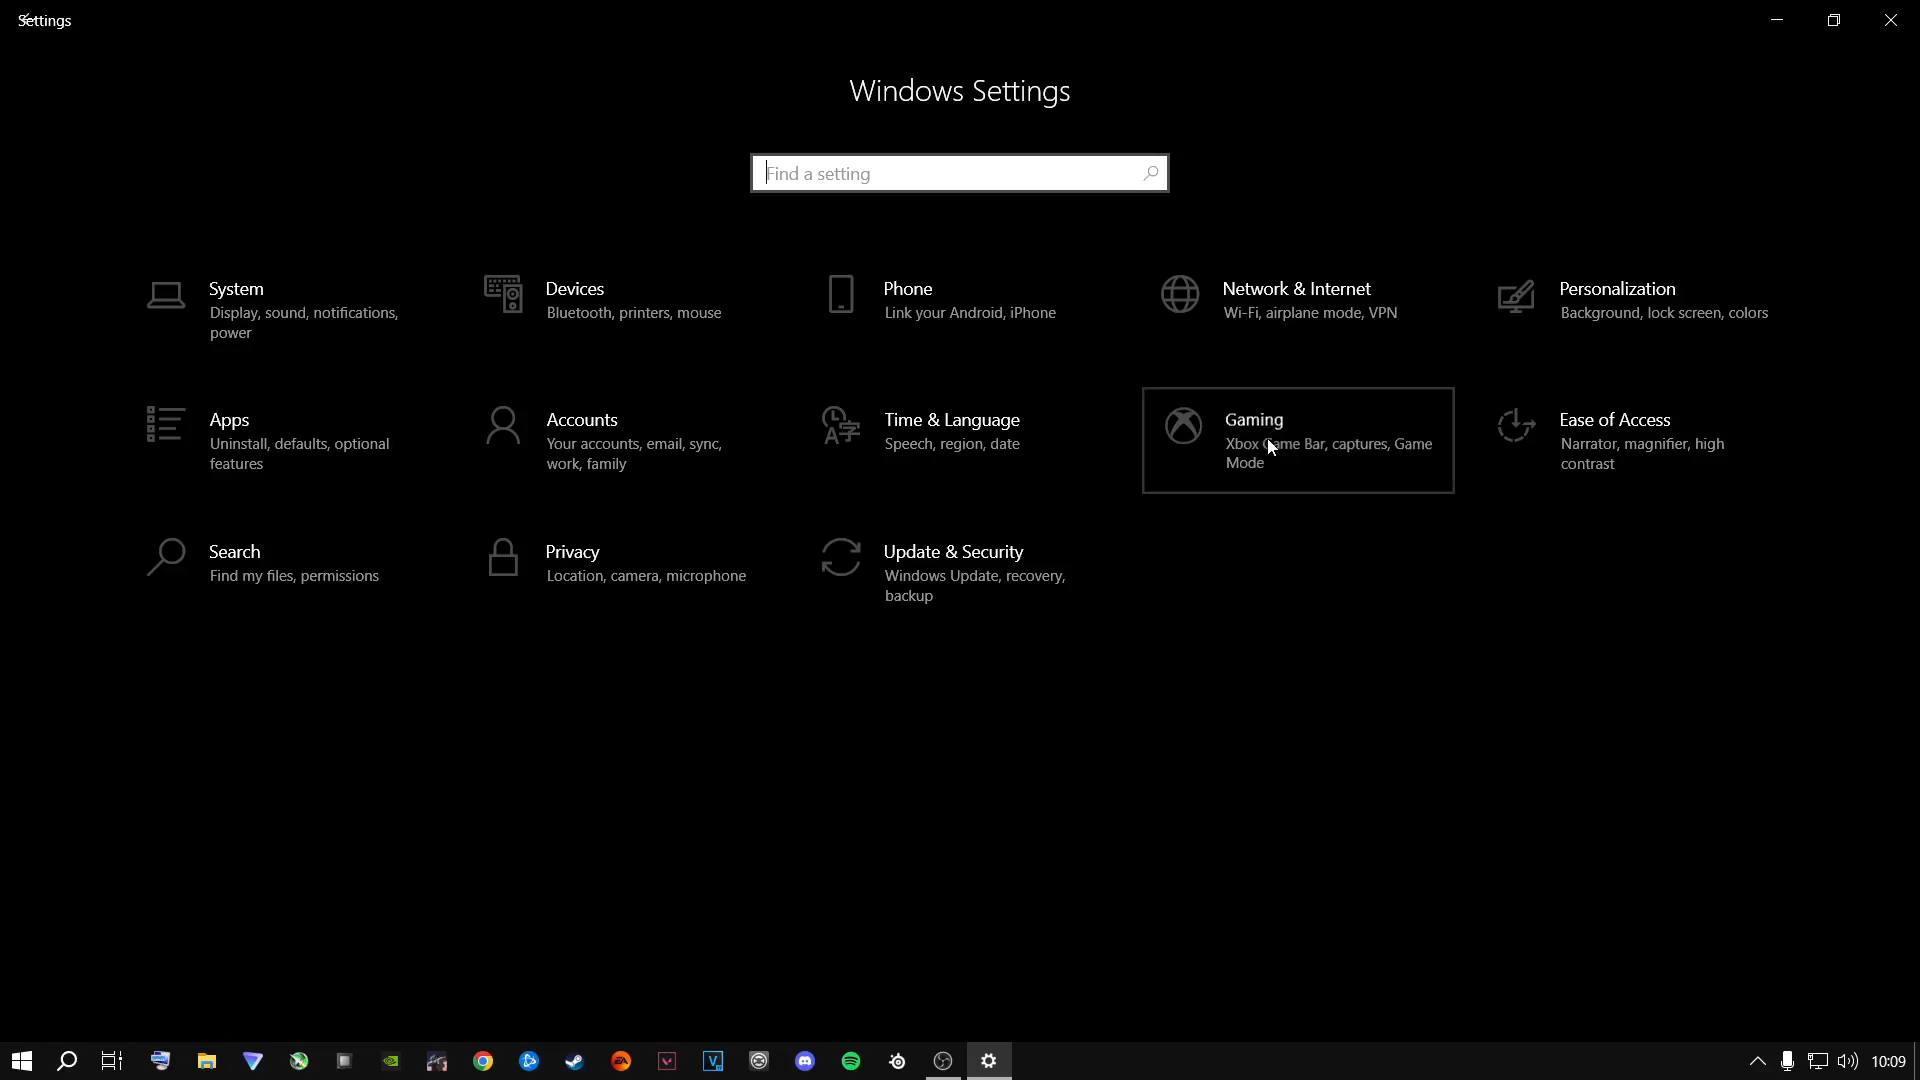 Settings
Windows Settings
Find a setting
System
Display, sound, notifications,
power
Devices
Bluetooth, printers, mouse
Phone
Link your Android, iPhone
Network & Internet
Wi-Fi, airplane mode, VPN
Personalization
Background, lock screen, colors
Apps
Uninstall, defaults, optional
features
Accounts
Your accounts, email, sync,
work, family
Time & Language
Speech, region, date
Gaming
Xbox Game Bar, captures, Game
Mode
Ease of Access
Narrator, magnifier, high
contrast
Search
Find my files, permissions
Privacy
Location, camera, microphone
Update & Security
Windows Update, recovery,
backup
10:09